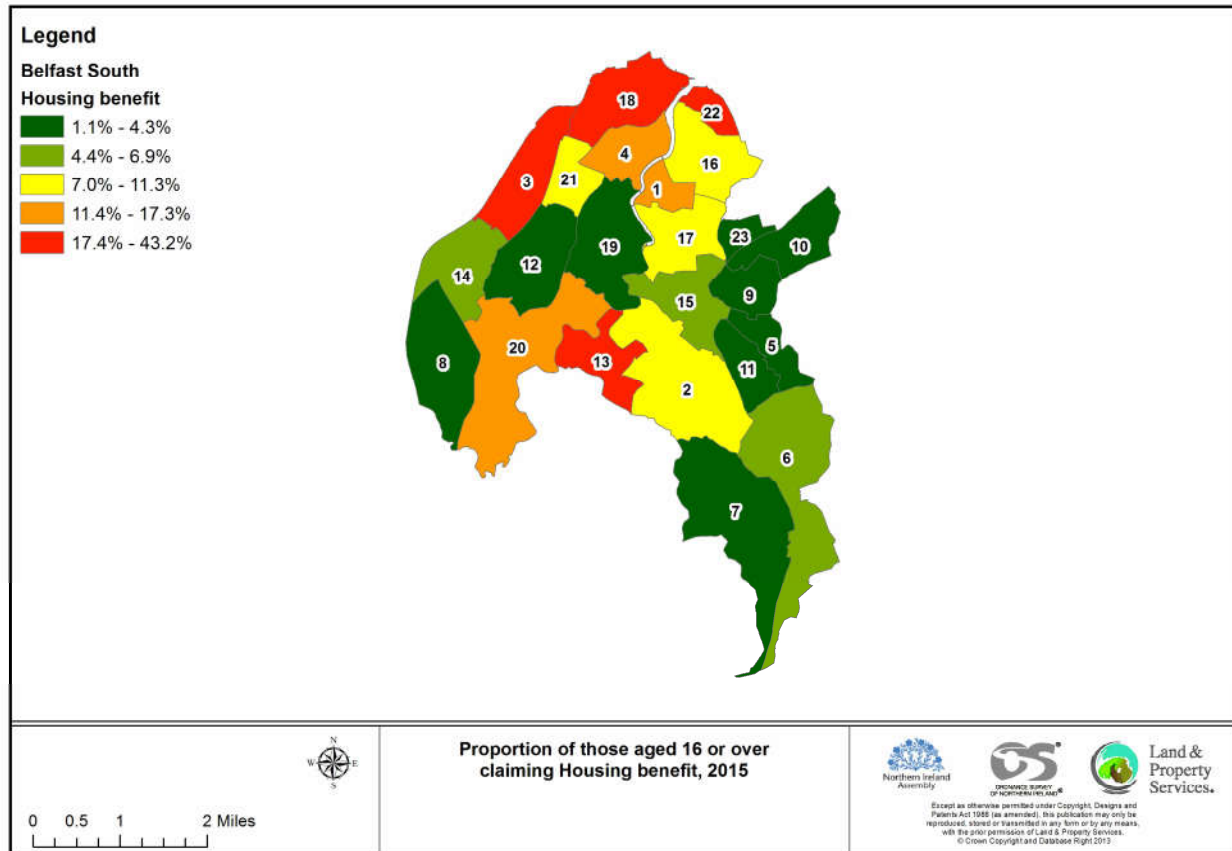 Legend
Belfast South
Housing benefit
1.1% - 4.3%
4.4% - 6.9%
7.0% - 11.3%
11.4% - 17.3%
17.4% - 43.2%
18
22
4
16
3
21
1
17
23
10
19
12
14
9
15
5
20
8
13
11
2
6
7
N
W
E
S
0 0.5 1 2 Miles
Proportion of those aged 16 or over
claiming Housing benefit, 2015
Northern Ireland
Assembly
OS®
ORDNANCE SURVEY
OF NORTHERN IRELAND®
Land &
Property
Services.
Except as otherwise permitted under Copyright, Designs and
Patents Act 1988 (as amended), this publication may only be
reproduced, stored or transmitted in any form or by any means,
with the prior permission of Land & Property Services.
© Crown Copyright and Database Right 2013